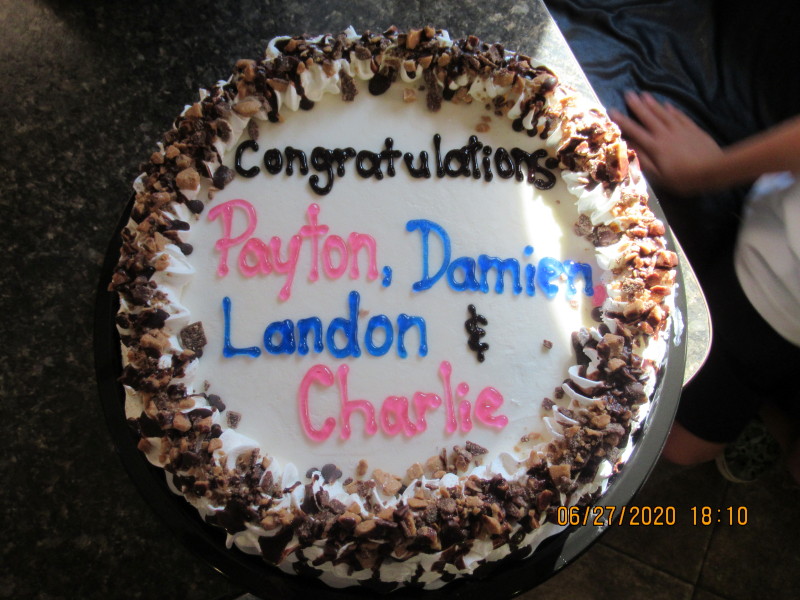 Congratulations
Payton, Damien,
Landon &
Charlie
06/27/2020 18:10